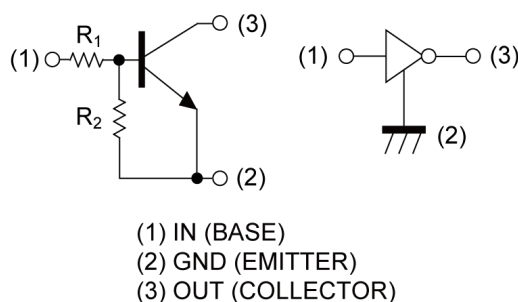 R1
(1)
(3)
R2
(2)
(1)
(3)
(2)
(1) IN (BASE)
(2) GND (EMITTER)
(3) OUT (COLLECTOR)